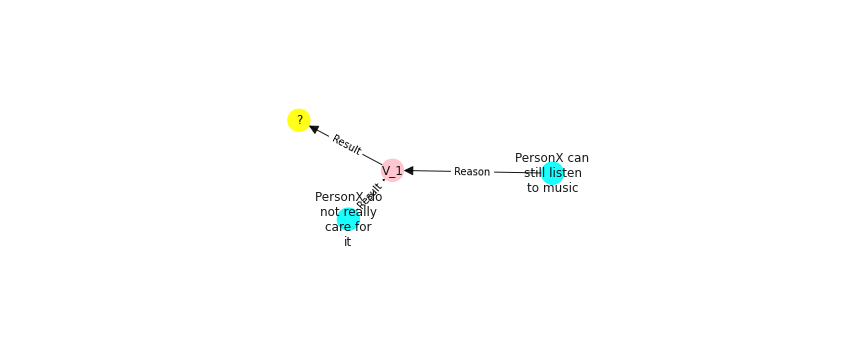 ?
Result
PersonX can
still listen
to music
V_1
Reason
Result
PersonX do
not really
care for
it